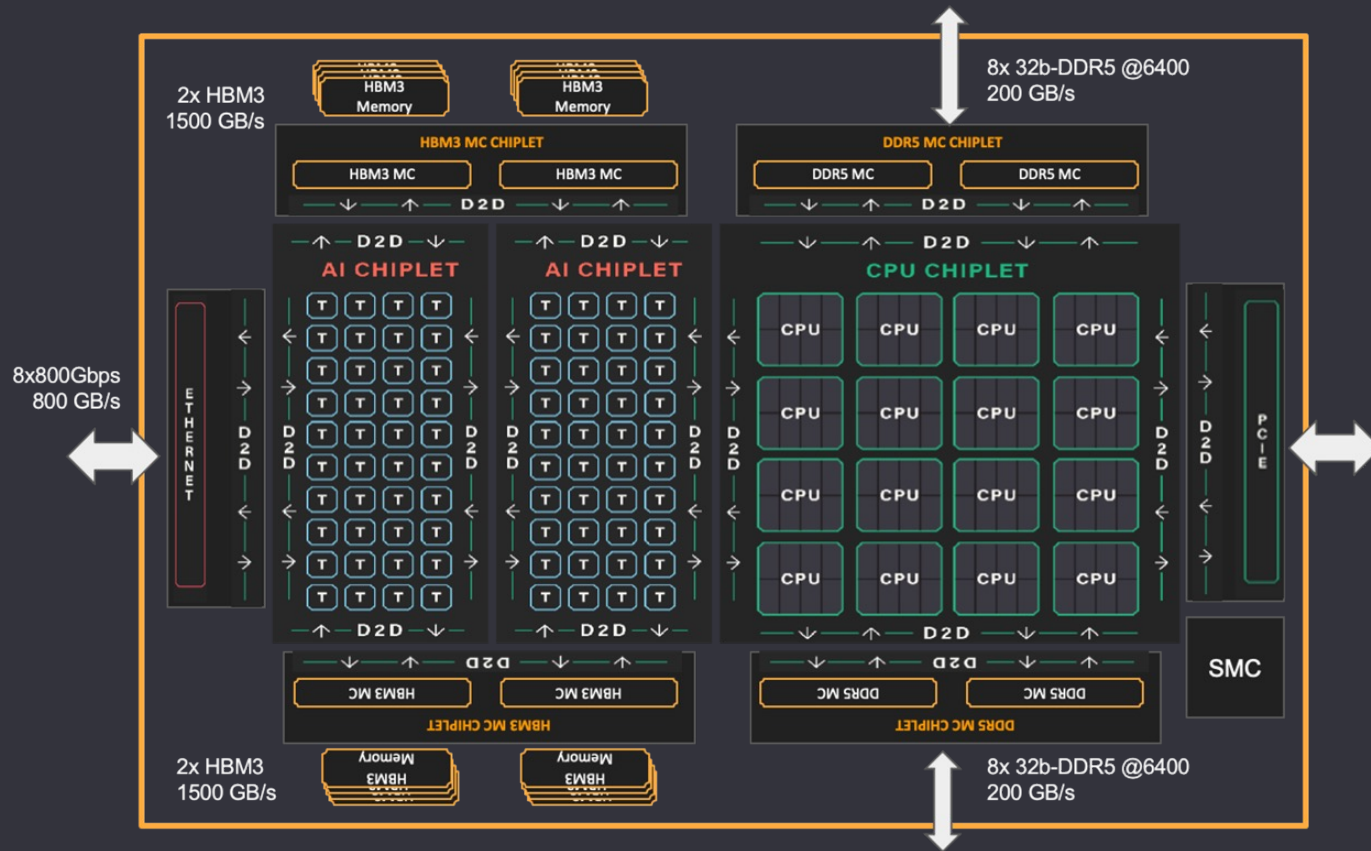 2x HBM3
1500 GB/s
HBM3
Memory
HBM3
Memory
HBM3 MC CHIPLET
HBM3 MC
HBM3 MC
D2D
8x 32b-DDR5 @6400
200 GB/s
DDR5 MC CHIPLET
DDR5 MC
DDR5 MC
D2D
8x800Gbps
800 GB/s
ETHERNET
D2D
D2D
AI CHIPLET
D2D
T T T T
T T T T
T T T T
T T T T
T T T T
T T T T
T T T T
T T T T
T T T T
T T T T
D2D
D2D
D2D
AI CHIPLET
D2D
T T T T
T T T T
T T T T
T T T T
T T T T
T T T T
T T T T
T T T T
T T T T
T T T T
D2D
D2D
D2D
CPU CHIPLET
D2D
CPU CPU CPU CPU
CPU CPU CPU CPU
CPU CPU CPU CPU
CPU CPU CPU CPU
D2D
D2D
D2D
PCIE
SMC
D2D
HBM3 MC
HBM3 MC
HBM3 MC CHIPLET
HBM3
Memory
HBM3
Memory
2x HBM3
1500 GB/s
D2D
DDR5 MC
DDR5 MC
DDR5 MC CHIPLET
8x 32b-DDR5 @6400
200 GB/s